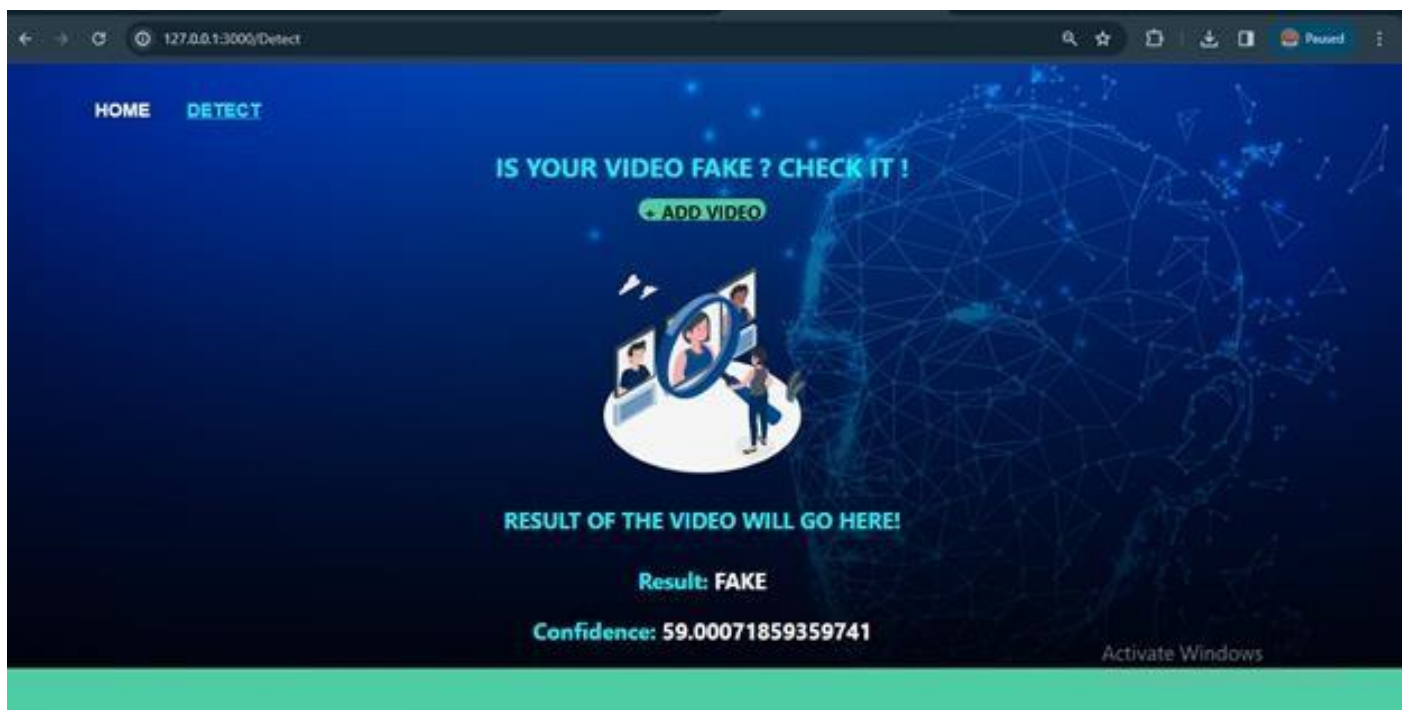 127.0.0.1:3000/Detect
Paused
HOME DETECT
IS YOUR VIDEO FAKE ? CHECK IT !
+ ADD VIDEO
RESULT OF THE VIDEO WILL GO HERE!
Result: FAKE
Confidence: 59.00071859359741
Activate Windows